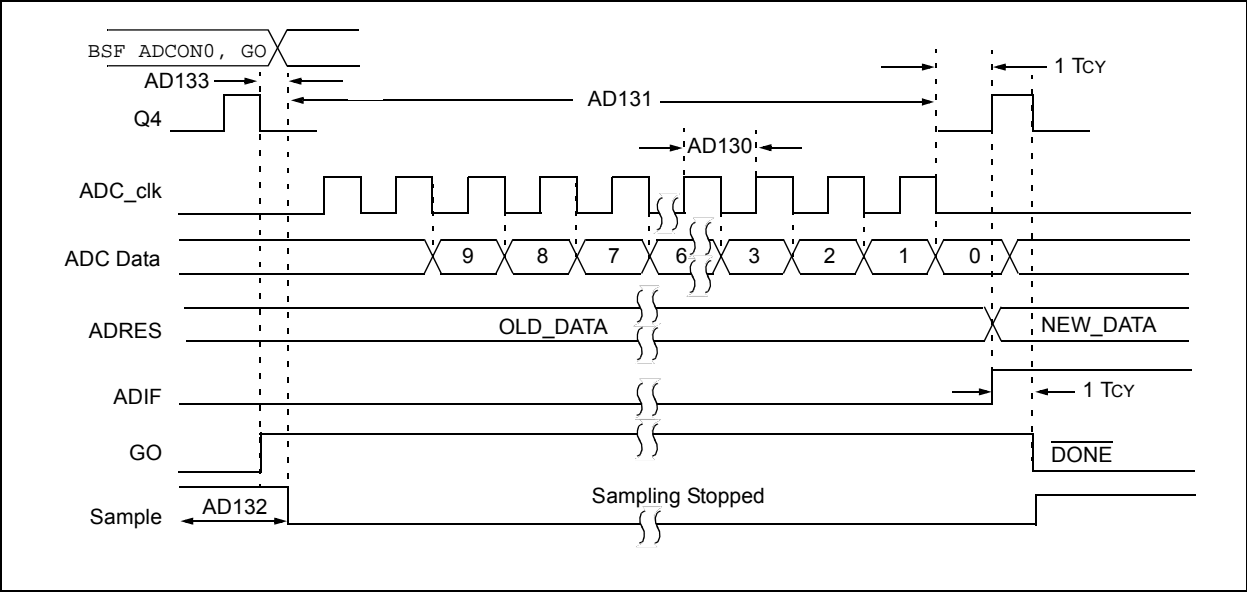 BSF ADCON0, GO
AD133
1 TCY
AD131
Q4
AD130
ADC_clk
ADC Data 9 8 7 6 3 2 1 0
ADRES OLD_DATA NEW_DATA
ADIF 1 TCY
GO DONE
Sampling Stopped
AD132
Sample